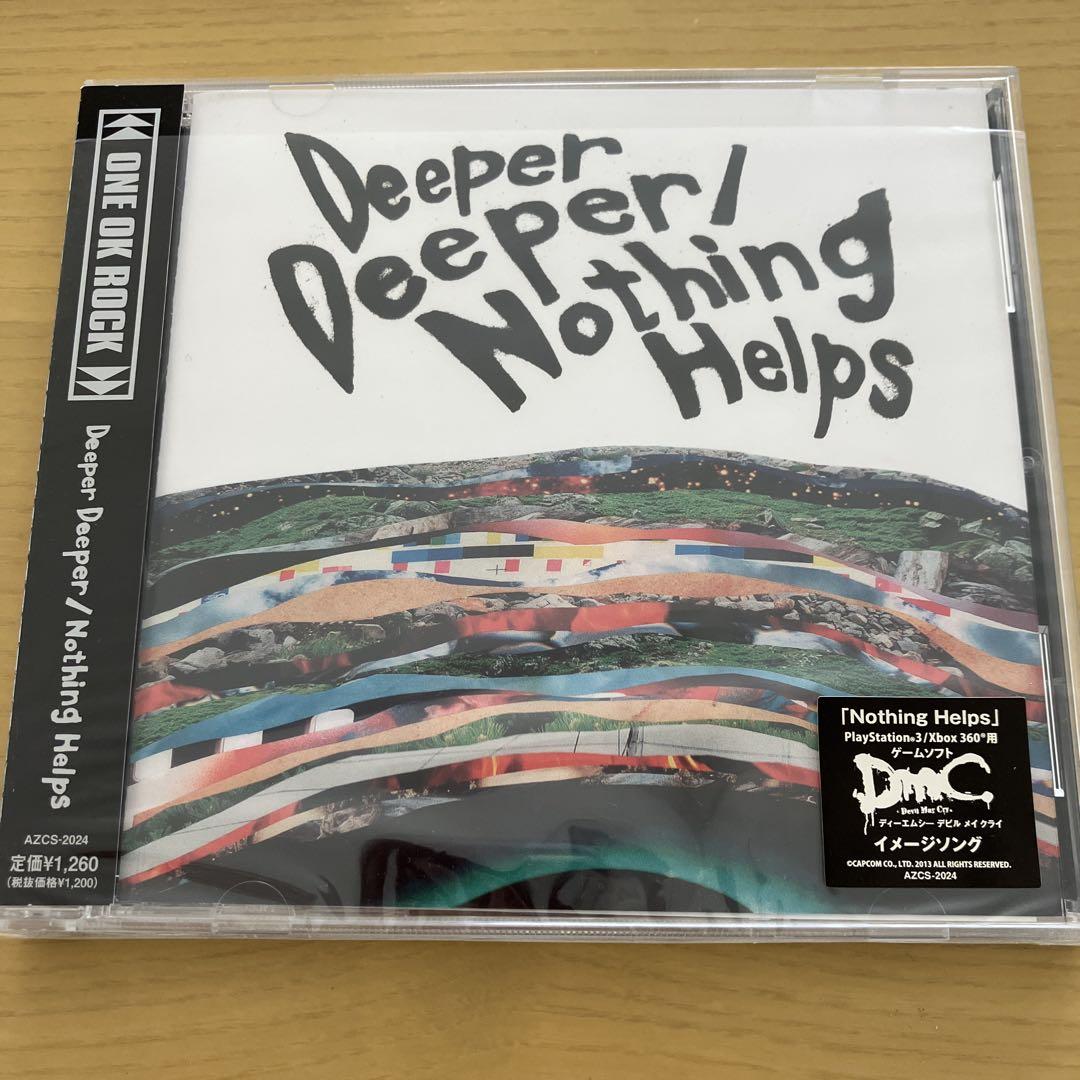 ONE OK ROCK
Deeper Deeper/Nothing Helps
AZCS-2024
定価¥1,260
(税抜価格¥1,200)
Deeper
Deeper/
Nothing
Helps
「Nothing Helps」
PlayStation®3/Xbox 360®用
ゲームソフト
DmC
Devil May Cry
ディーエムシー デビル メイ クライ
イメージソング
©CAPCOM CO., LTD. 2013 ALL RIGHTS RESERVED.
AZCS-2024